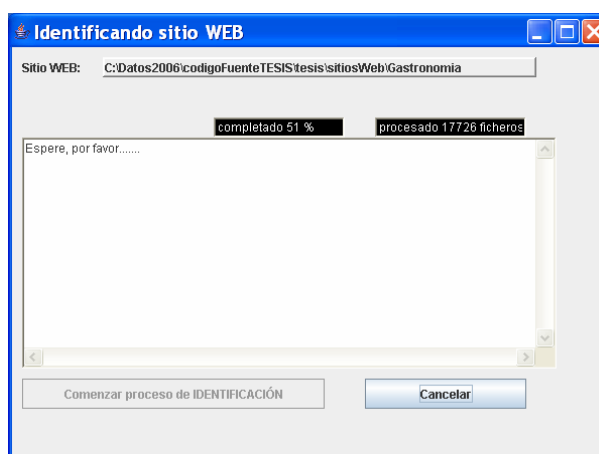 Identificando sitio WEB
Sitio WEB: C:\Datos2006\codigoFuenteTESIS\tesis\sitiosWeb\Gastronomia
completado 51 % procesado 17726 ficheros
Espere, por favor.......
Comenzar proceso de IDENTIFICACIÓN Cancelar